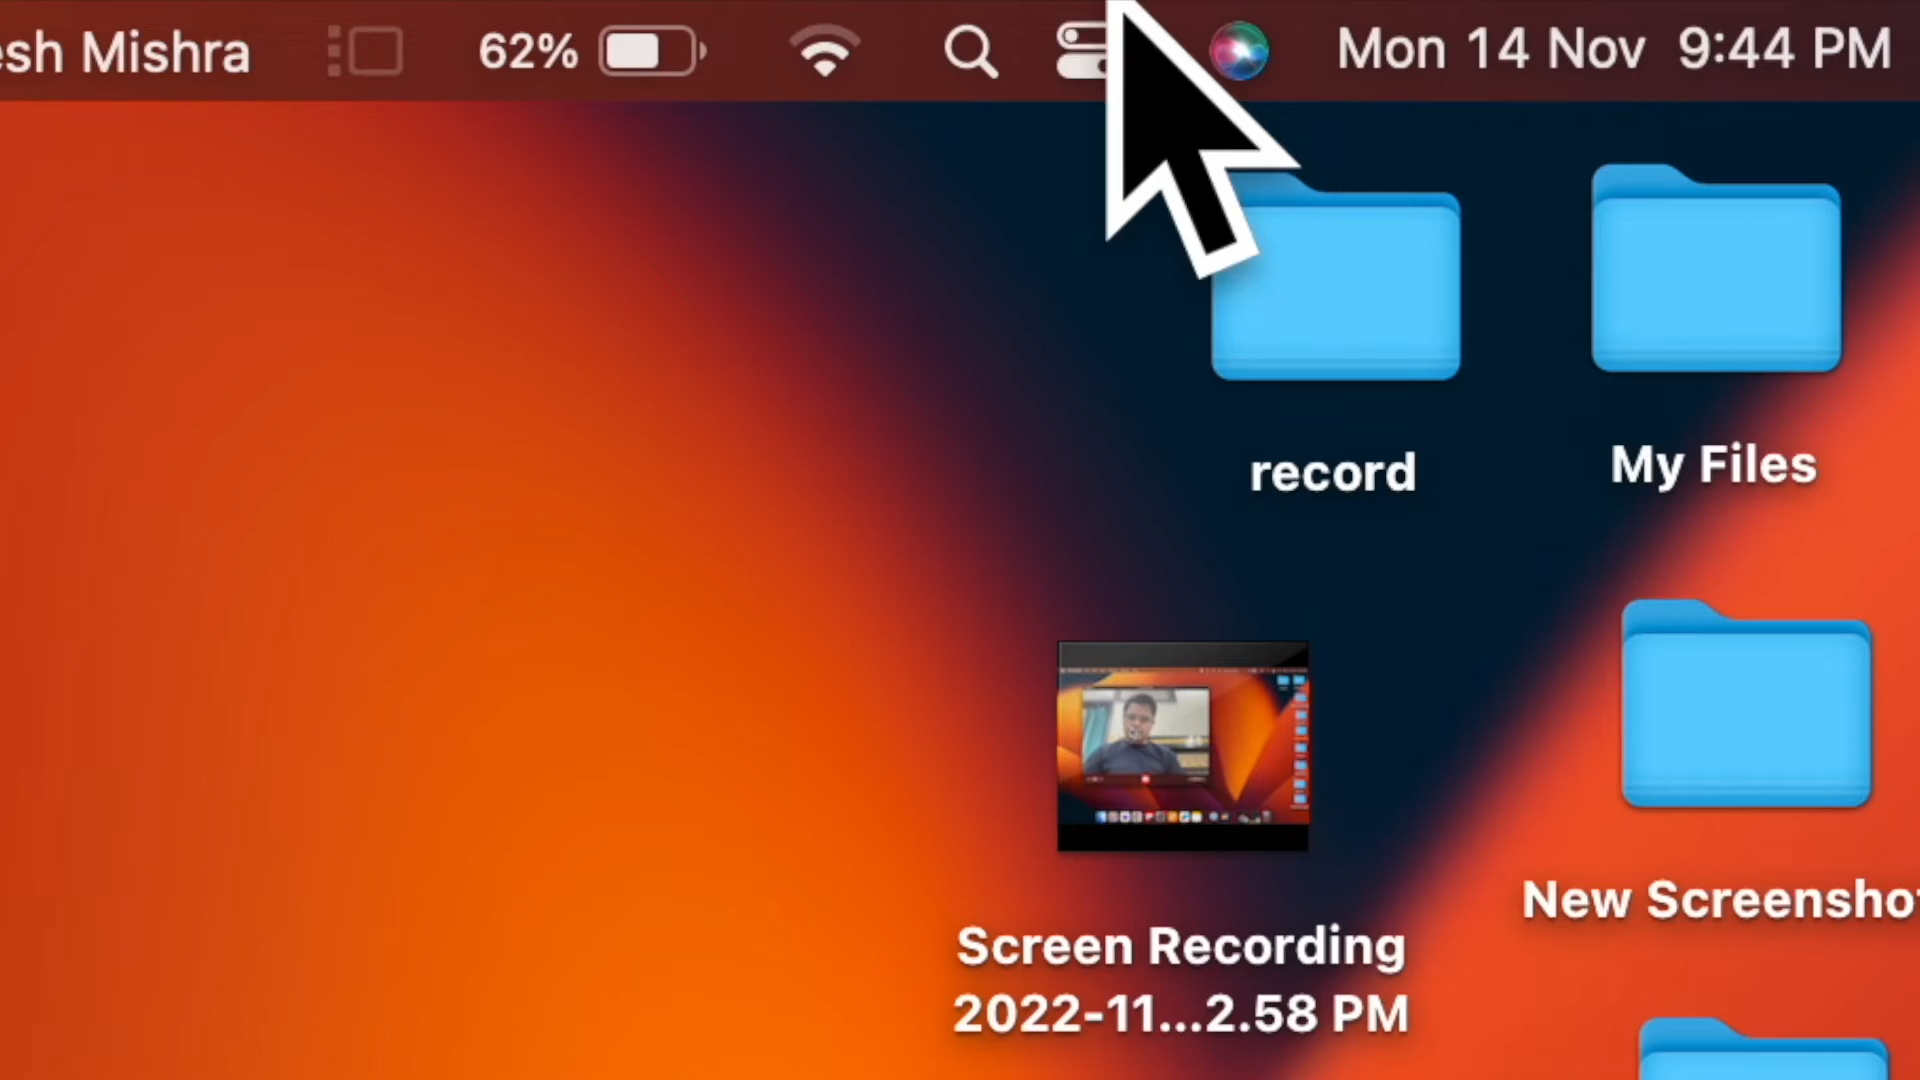 esh Mishra 62% Mon 14 Nov 9:44 PM
record
My Files
New Screensho
Screen Recording
2022-11...2.58 PM